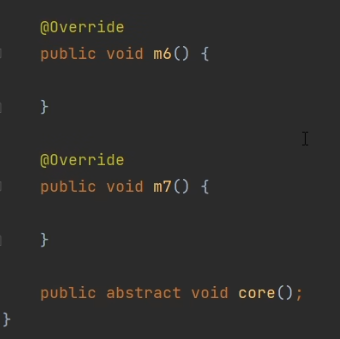 @Override
public void m6() {
}
@Override
public void m7() {
}
public abstract void core();
}